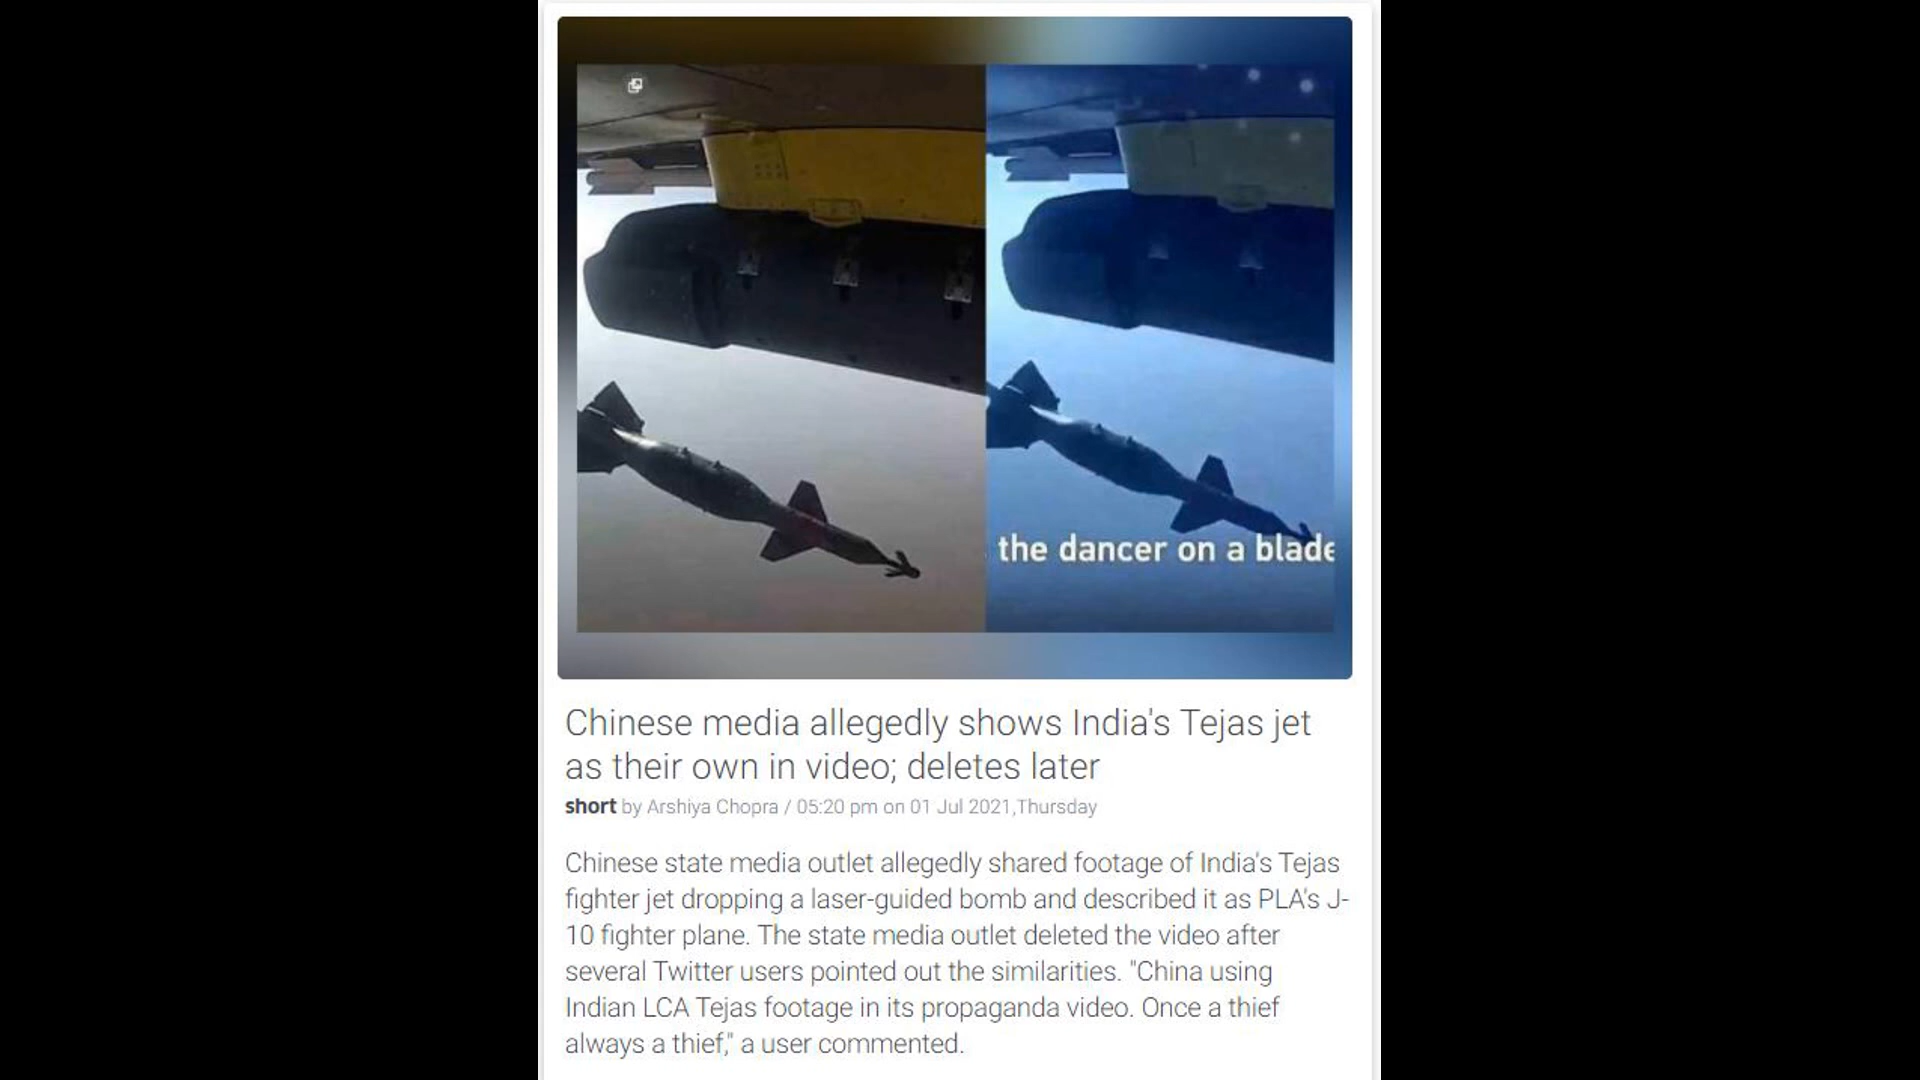 the dancer on a blade
Chinese media allegedly shows India's Tejas jet
as their own in video; deletes later
short by Arshiya Chopra / 05:20 pm on 01 Jul 2021,Thursday
Chinese state media outlet allegedly shared footage of India's Tejas
fighter jet dropping a laser-guided bomb and described it as PLA's J-
10 fighter plane. The state media outlet deleted the video after
several Twitter users pointed out the similarities. "China using
Indian LCA Tejas footage in its propaganda video. Once a thief
always a thief," a user commented.